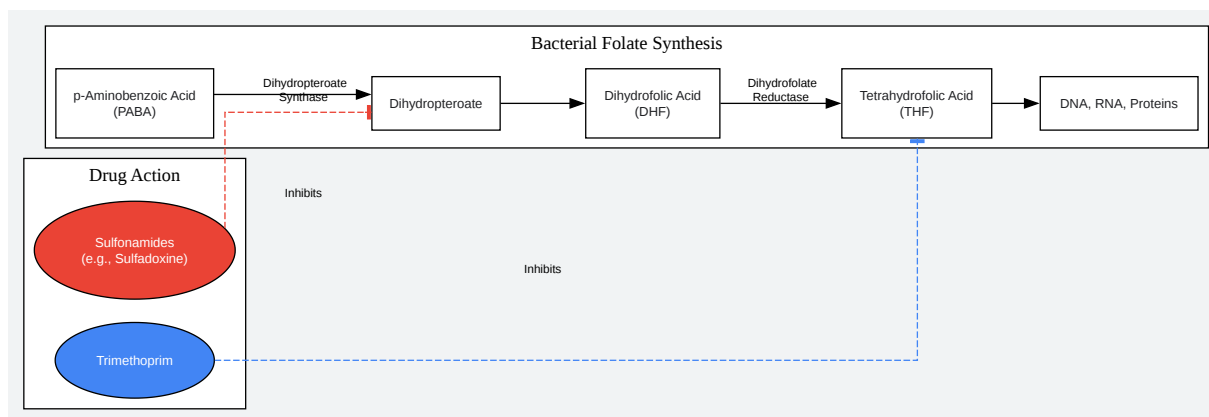 Bacterial Folate Synthesis
p-Aminobenzoic Acid
(PABA)
Dihydropteroate
Synthase
Dihydropteroate
Dihydrofolic Acid
(DHF)
Dihydrofolate
Reductase
Tetrahydrofolic Acid
(THF)
DNA, RNA, Proteins
Drug Action
Inhibits
Sulfonamides
(e.g., Sulfadoxine)
Inhibits
Trimethoprim